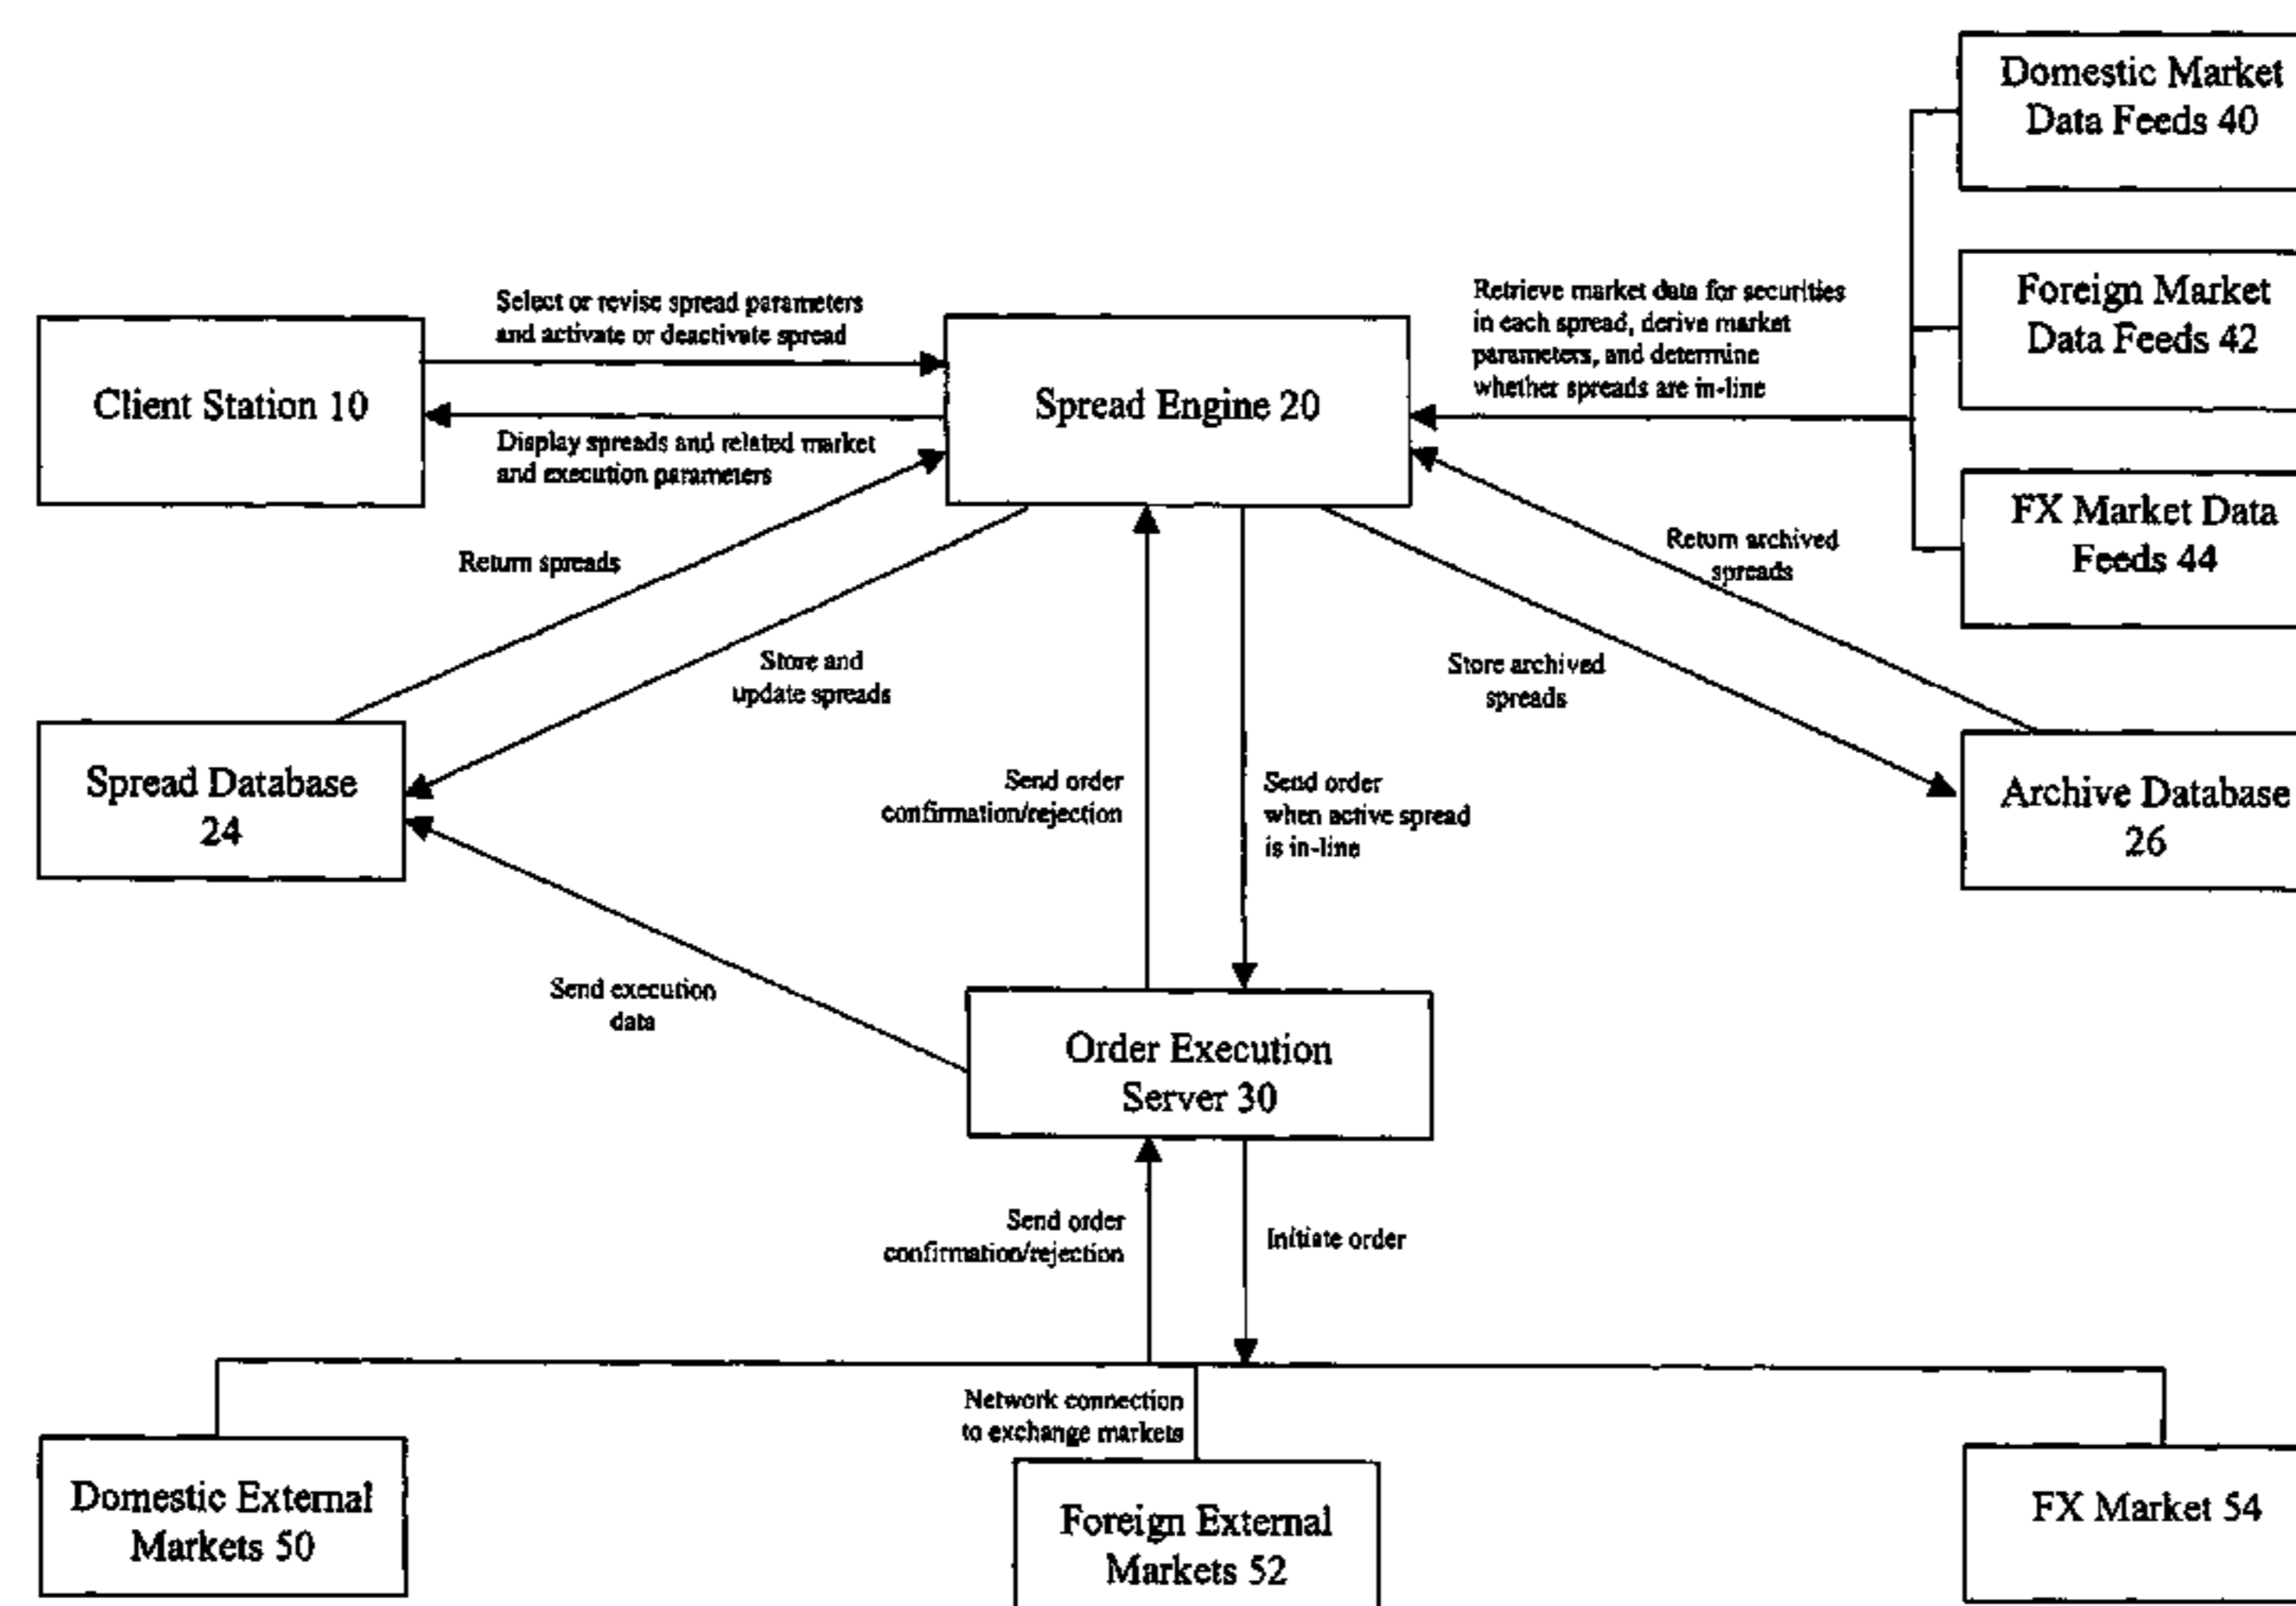 Domestic Market
Data Feeds 40
Select or revise spread parameters
and activate or deactivate spread
Client Station 10
Display spreads and related market
and execution parameters
Spread Engine 20
Retrieve market data for securities
in each spread, derive market
parameters, and determine
whether spreads are in-line
Foreign Market
Data Feeds 42
FX Market Data
Feeds 44
Return spreads
Return archived
spreads
Store and
update spreads
Store archived
spreads
Spread Database
24
Send order
confirmation/rejection
Send order
when active spread
is in-line
Archive Database
26
Send execution
data
Order Execution
Server 30
Send order
confirmation/rejection
Initiate order
Network connection
to exchange markets
Domestic External
Markets 50
Foreign External
Markets 52
FX Market 54